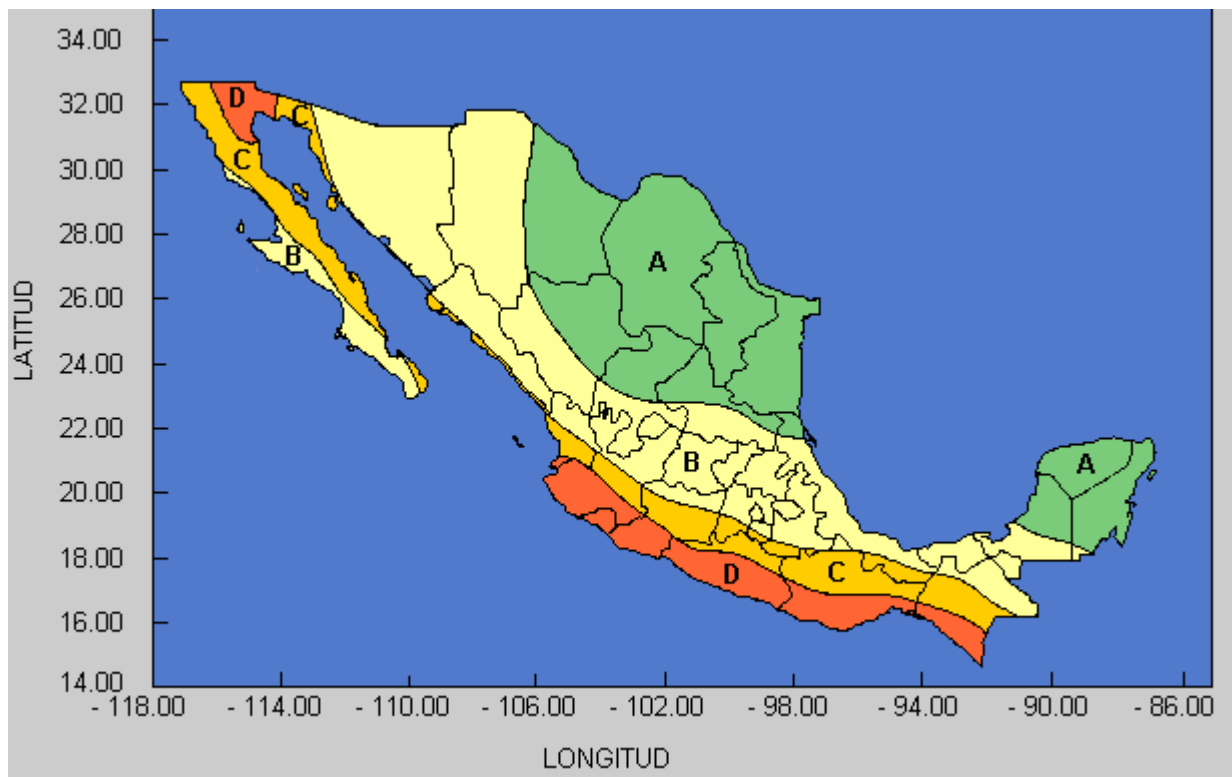 34.00
32.00
30.00
28.00
26.00
24.00
22.00
20.00
18.00
16.00
14.00
LATITUD
D
C
C
B
A
A
B
C
D
- 118.00 - 114.00 - 110.00 - 106.00 - 102.00 - 98.00 - 94.00 - 90.00 - 86.00
LONGITUD